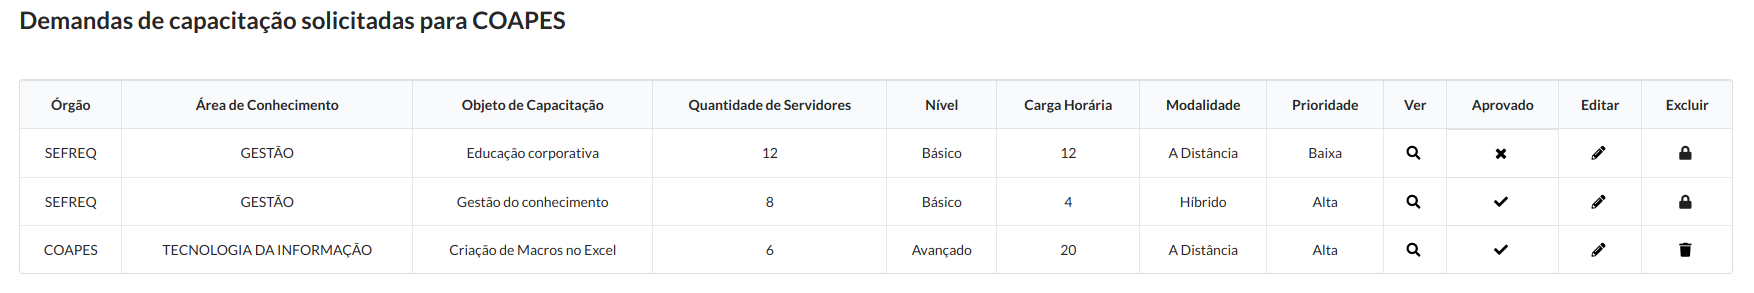 Demandas de capacitação solicitadas para COAPES
Órgão Área de Conhecimento Objeto de Capacitação Quantidade de Servidores Nível Carga Horária Modalidade Prioridade Ver Aprovado Editar Excluir
SEFREQ GESTÃO Educação corporativa 12 Básico 12 A Distância Baixa
SEFREQ GESTÃO Gestão do conhecimento 8 Básico 4 Híbrido Alta
COAPES TECNOLOGIA DA INFORMAÇÃO Criação de Macros no Excel 6 Avançado 20 A Distância Alta